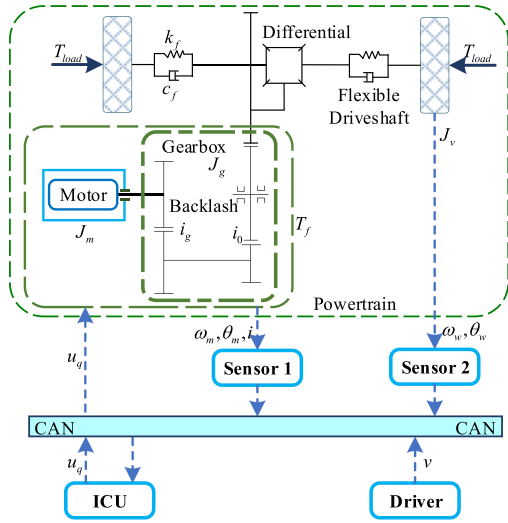 k_f
Differential
T_load
T_load
c_f
Flexible
Driveshaft
J_v
Gearbox
J_g
Motor
Backlash
T_f
J_m
i_g
i_0
Powertrain
ω_m,θ_m,i
ω_w,θ_w
u_q
Sensor 1
Sensor 2
CAN
CAN
u_q
v
ICU
Driver